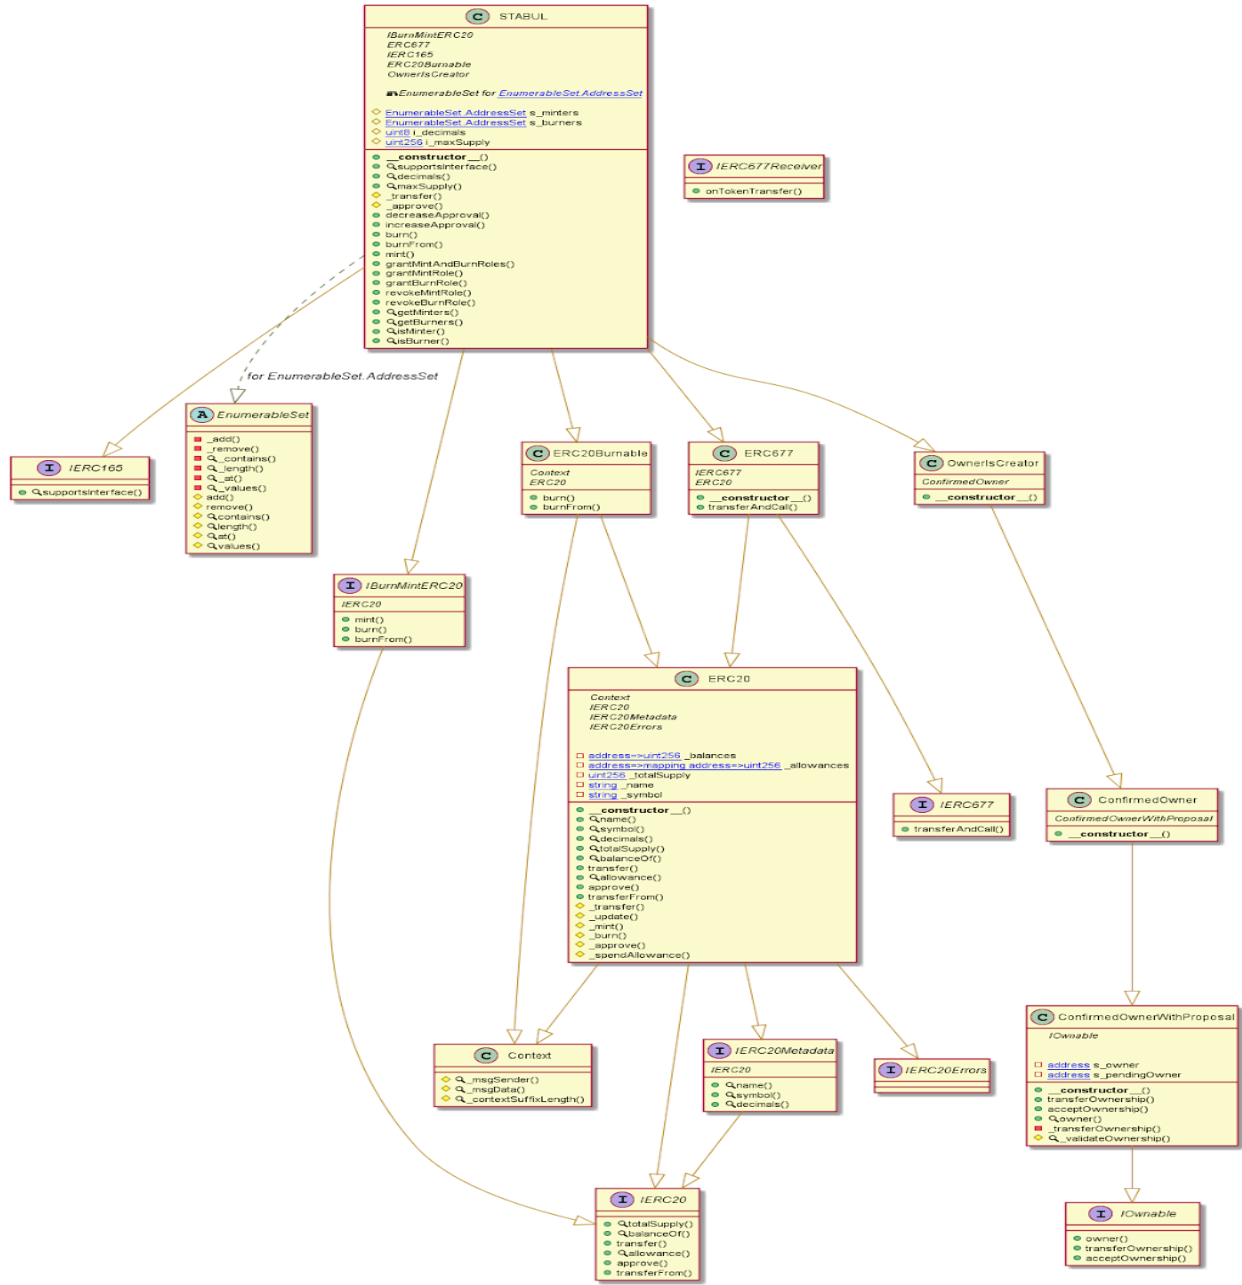 C STABUL
IBurnMintERC20
ERC677
IERC165
ERC20Burnable
OwnerIsCreator
EnumerableSet for EnumerableSet.AddressSet
EnumerableSet.AddressSet s_minters
EnumerableSet.AddressSet s_burners
uint8 i_decimals
uint256 i_maxSupply
__constructor__()
supportsInterface()
decimals()
maxSupply()
_transfer()
_approve()
decreaseApproval()
increaseApproval()
burn()
burnFrom()
mint()
grantMintAndBurnRoles()
grantMintRole()
grantBurnRole()
revokeMintRole()
revokeBurnRole()
getMinters()
getBurners()
isMinter()
isBurner()
I IERC677Receiver
onTokenTransfer()
for EnumerableSet.AddressSet
I IERC165
supportsInterface()
A EnumerableSet
_add()
_remove()
_contains()
_length()
_at()
_values()
add()
remove()
contains()
length()
at()
values()
C ERC20Burnable
Context
ERC20
burn()
burnFrom()
C ERC677
IERC677
ERC20
__constructor__()
transferAndCall()
C OwnerIsCreator
ConfirmedOwner
__constructor__()
I IBurnMintERC20
IERC20
mint()
burn()
burnFrom()
C ERC20
Context
IERC20
IERC20Metadata
IERC20Errors
address=>uint256 _balances
address=>mapping address=>uint256 _allowances
uint256 _totalSupply
string _name
string _symbol
__constructor__()
name()
symbol()
decimals()
totalSupply()
balanceOf()
transfer()
allowance()
approve()
transferFrom()
_transfer()
_update()
_mint()
_burn()
_approve()
_spendAllowance()
I IERC677
transferAndCall()
C ConfirmedOwner
ConfirmedOwnerWithProposal
__constructor__()
C Context
_msgSender()
_msgData()
_contextSuffixLength()
I IERC20Metadata
IERC20
name()
symbol()
decimals()
I IERC20Errors
C ConfirmedOwnerWithProposal
IOwnable
address s_owner
address s_pendingOwner
__constructor__()
transferOwnership()
acceptOwnership()
owner()
_transferOwnership()
_validateOwnership()
I IERC20
totalSupply()
balanceOf()
transfer()
allowance()
approve()
transferFrom()
I IOwnable
owner()
transferOwnership()
acceptOwnership()